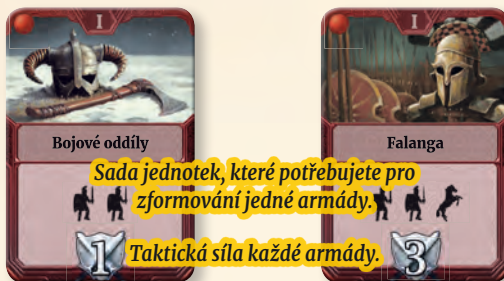 I
I
Bojové oddíly
Falanga
Sada jednotek, které potřebujete pro
zformování jedné armády.
Taktická síla každé armády.
1
3